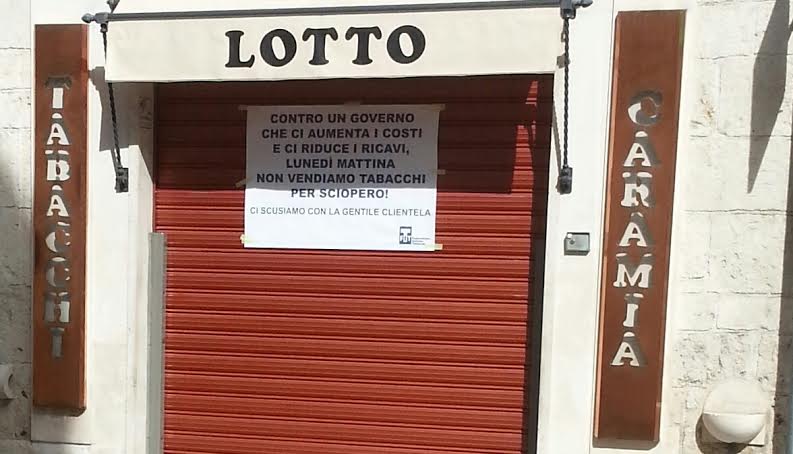 LOTTO
TABACCHI
CONTRO UN GOVERNO
CHE CI AUMENTA I COSTI
E CI RIDUCE I RICAVI,
LUNEDÌ MATTINA
NON VENDIAMO TABACCHI
PER SCIOPERO!
CI SCUSIAMO CON LA GENTILE CLIENTELA
CARAMIA